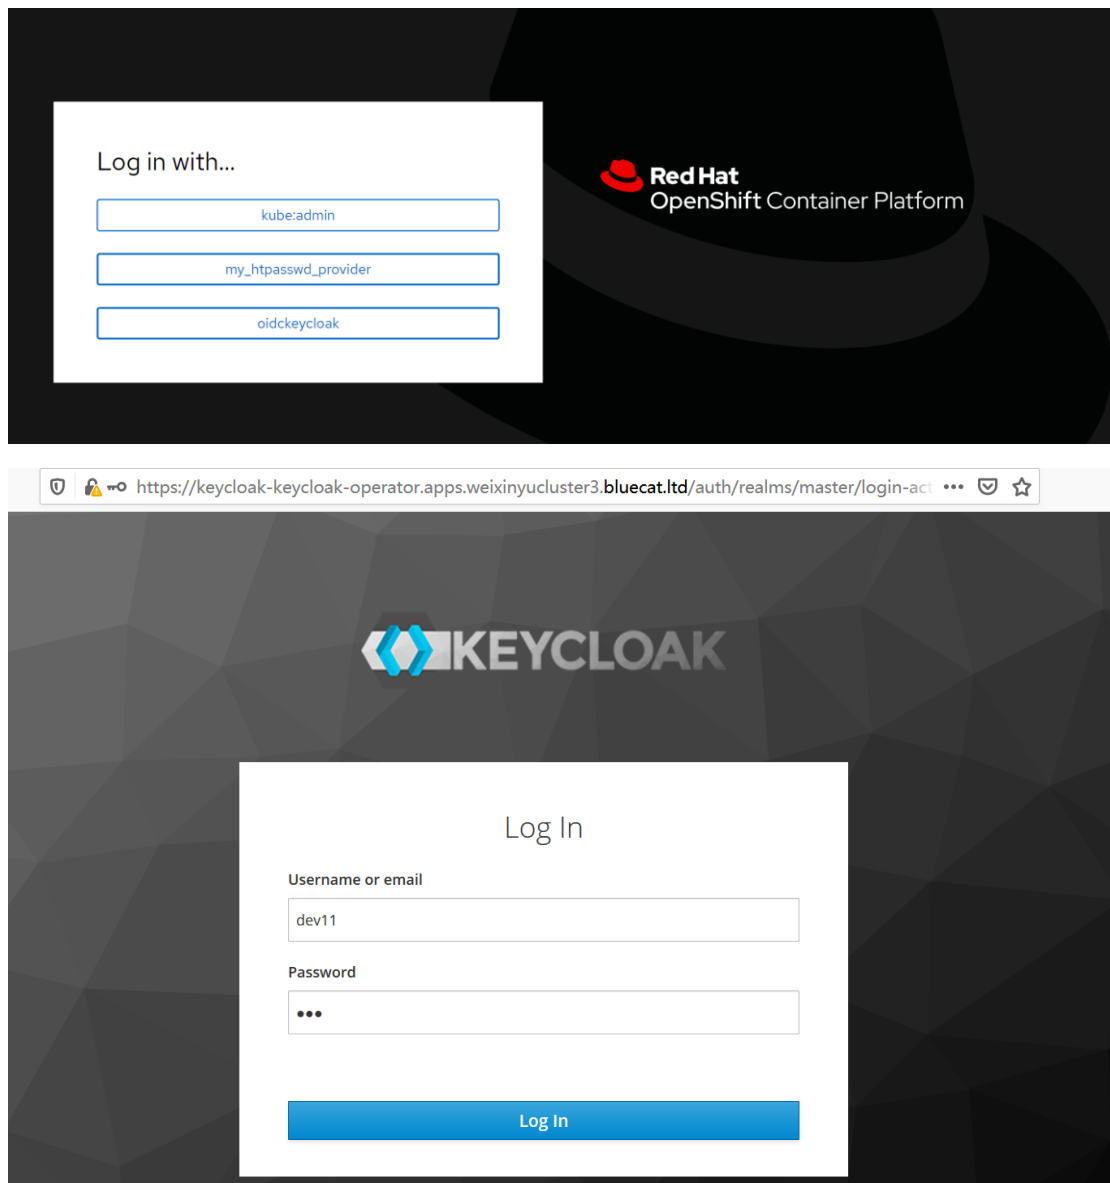 Log in with...
kube:admin
my_htpasswd_provider
oidckeycloak
Red Hat
OpenShift Container Platform
https://keycloak-keycloak-operator.apps.weixinyucluster3.bluecat.ltd/auth/realms/master/login-act
KEYCLOAK
Log In
Username or email
dev11
Password
•••
Log In